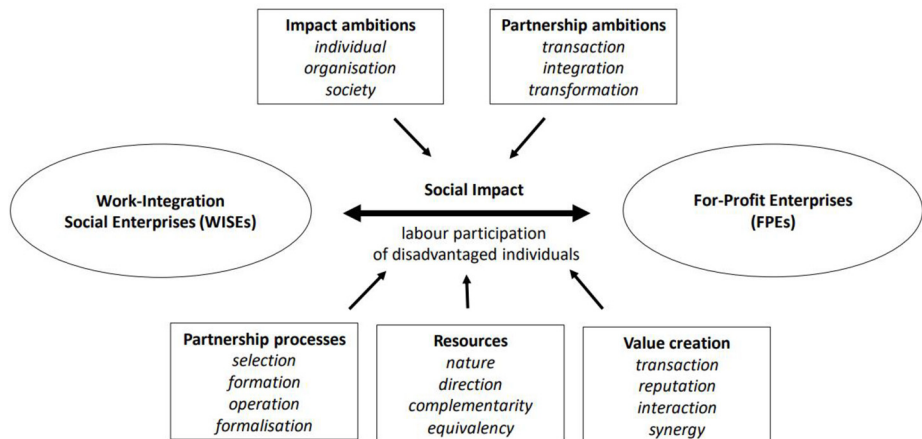 Impact ambitions
individual
organisation
society
Partnership ambitions
transaction
integration
transformation
Work-Integration
Social Enterprises (WISEs)
Social Impact
labour participation
of disadvantaged individuals
For-Profit Enterprises
(FPEs)
Partnership processes
selection
formation
operation
formalisation
Resources
nature
direction
complementarity
equivalency
Value creation
transaction
reputation
interaction
synergy